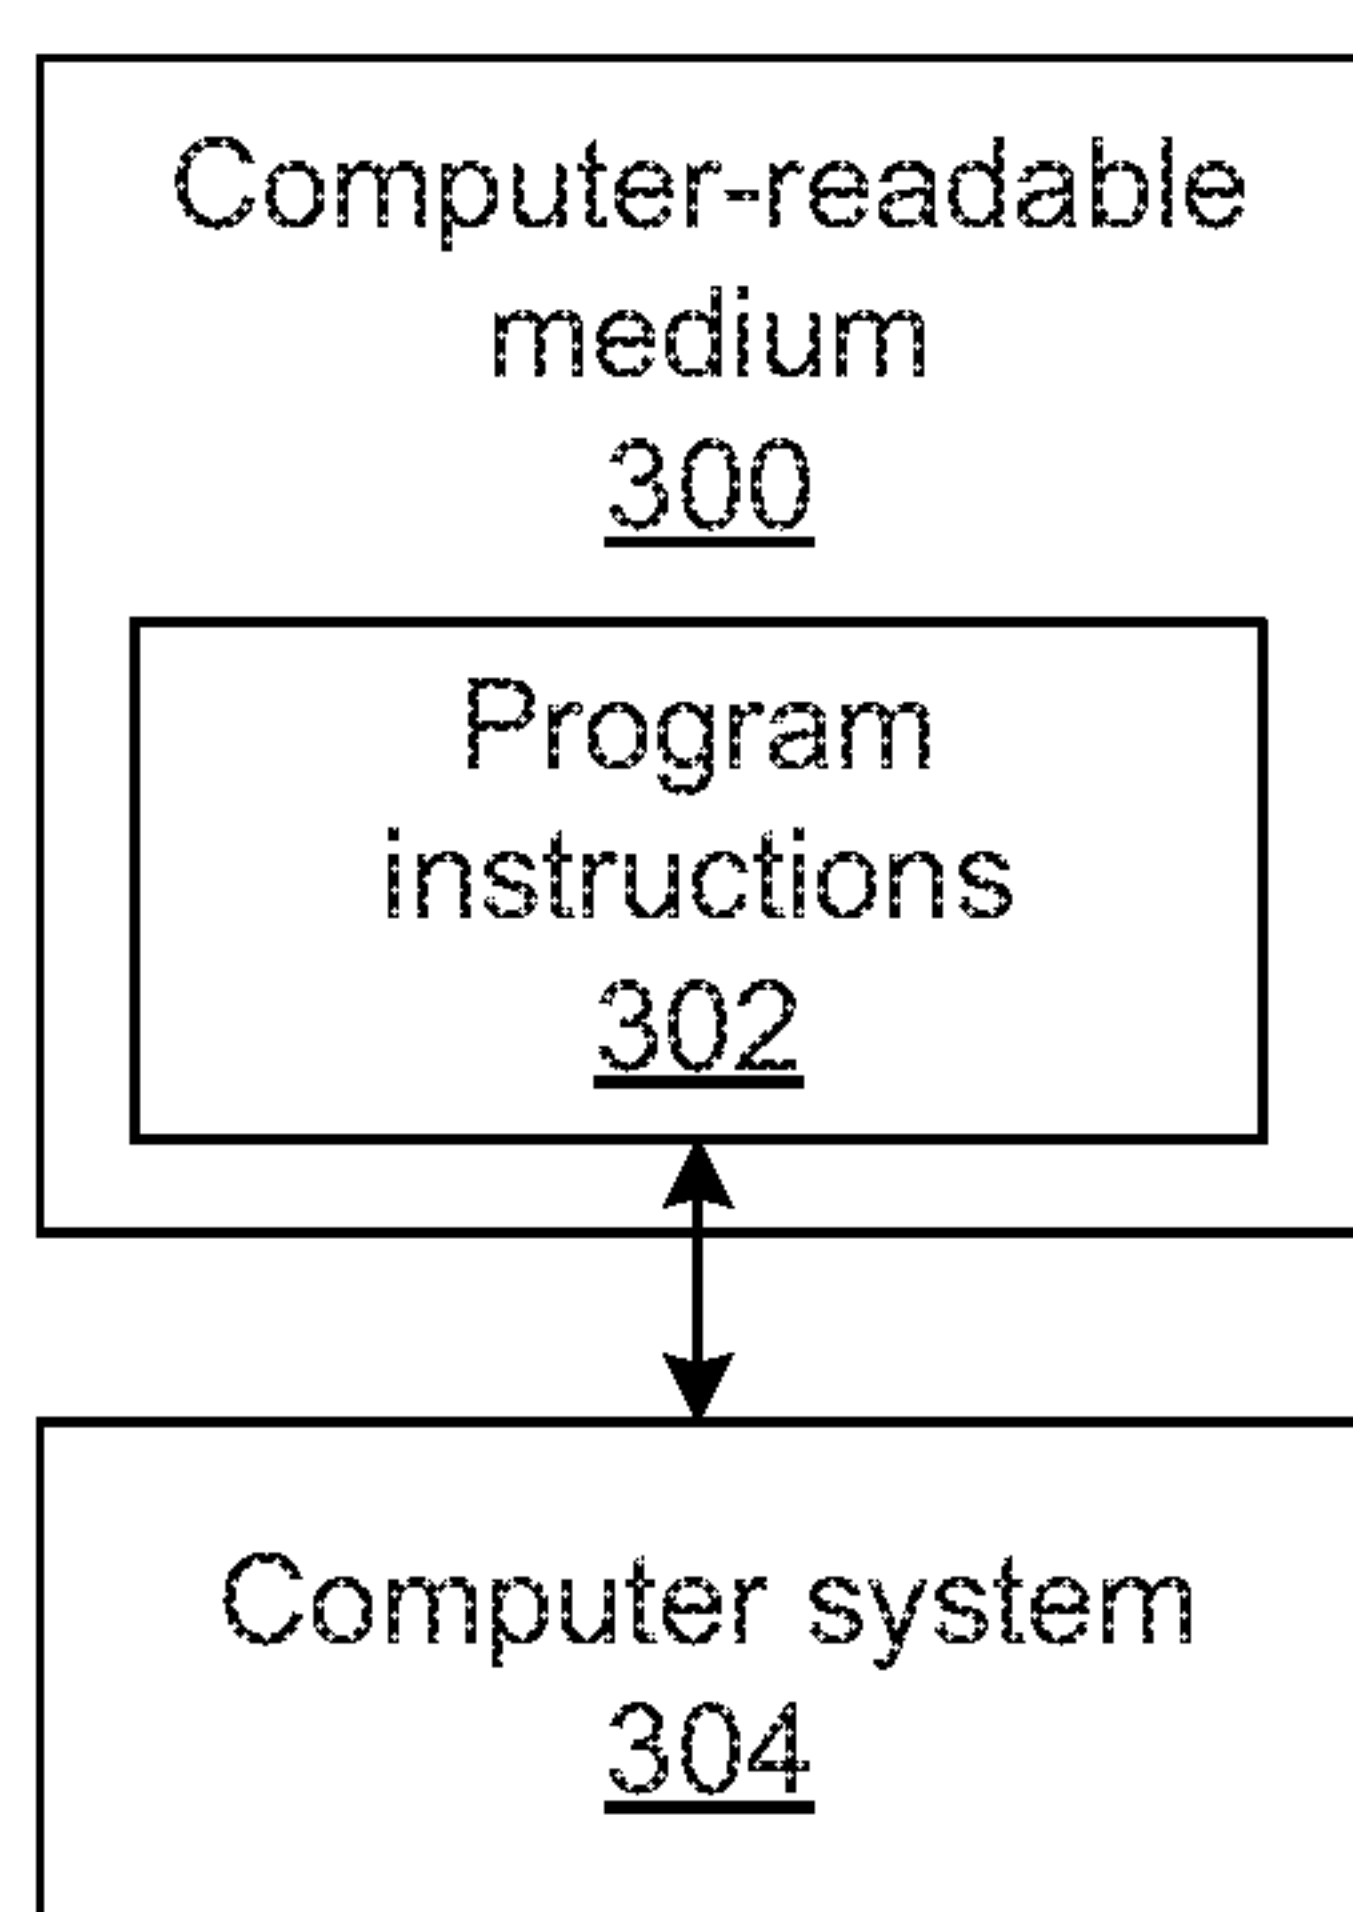 Computer-readable
medium
300
Program
instructions
302
Computer system
304